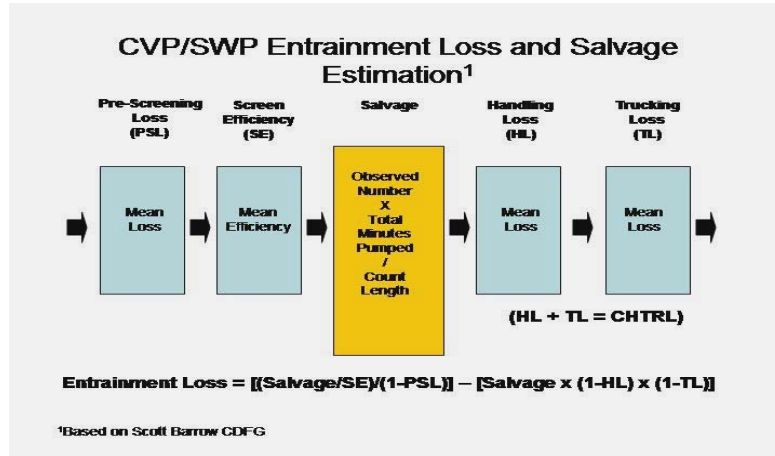 CVP/SWP Entrainment Loss and Salvage
Estimation¹
Pre-Screening
Loss
(PSL)
Screen
Efficiency
(SE)
Salvage
Handling
Loss
(HL)
Trucking
Loss
(TL)
Mean
Loss
Mean
Efficiency
Observed
Number
X
Total
Minutes
Pumped
/
Count
Length
Mean
Loss
Mean
Loss
(HL + TL = CHTRL)
Entrainment Loss = [(Salvage/SE)/(1-PSL)] – [Salvage x (1-HL) x (1-TL)]
¹Based on Scott Barrow CDFG